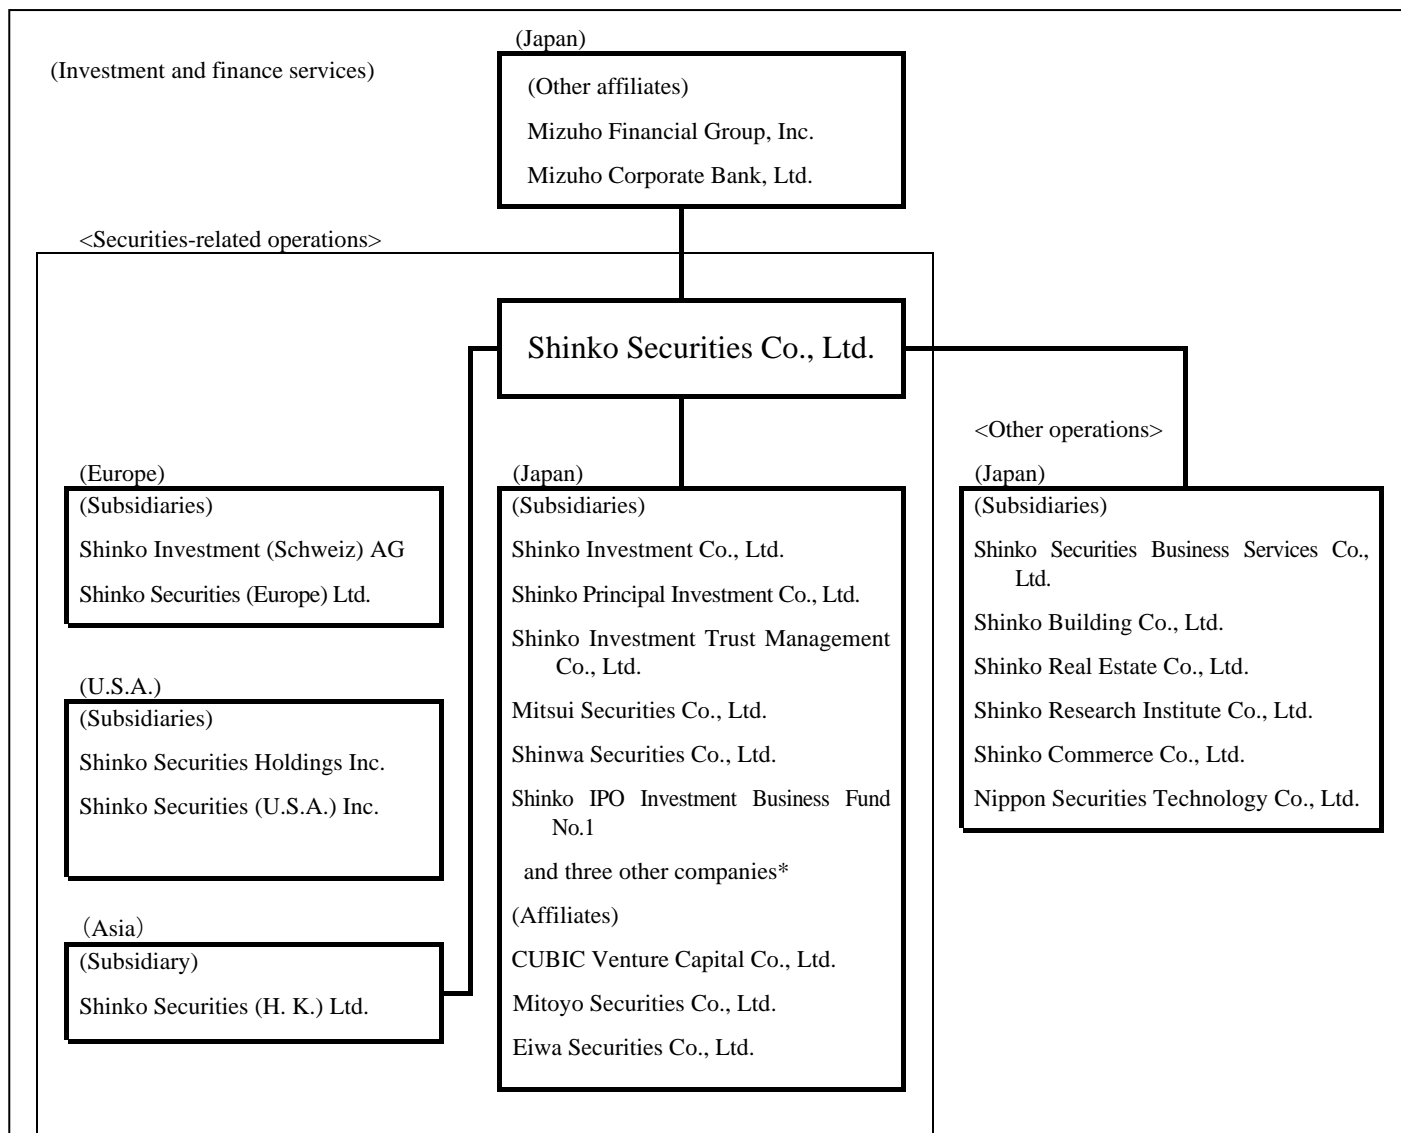 (Japan)
(Investment and finance services)
(Other affiliates)
Mizuho Financial Group, Inc.
Mizuho Corporate Bank, Ltd.
<Securities-related operations>
Shinko Securities Co., Ltd.
(Europe)
(Subsidiaries)
Shinko Investment (Schweiz) AG
Shinko Securities (Europe) Ltd.
(U.S.A.)
(Subsidiaries)
Shinko Securities Holdings Inc.
Shinko Securities (U.S.A.) Inc.
（Asia）
(Subsidiary)
Shinko Securities (H. K.) Ltd.
(Japan)
(Subsidiaries)
Shinko Investment Co., Ltd.
Shinko Principal Investment Co., Ltd.
Shinko Investment Trust Management
Co., Ltd.
Mitsui Securities Co., Ltd.
Shinwa Securities Co., Ltd.
Shinko IPO Investment Business Fund
No.1
and three other companies*
(Affiliates)
CUBIC Venture Capital Co., Ltd.
Mitoyo Securities Co., Ltd.
Eiwa Securities Co., Ltd.
<Other operations>
(Japan)
(Subsidiaries)
Shinko Securities Business Services Co.,
Ltd.
Shinko Building Co., Ltd.
Shinko Real Estate Co., Ltd.
Shinko Research Institute Co., Ltd.
Shinko Commerce Co., Ltd.
Nippon Securities Technology Co., Ltd.